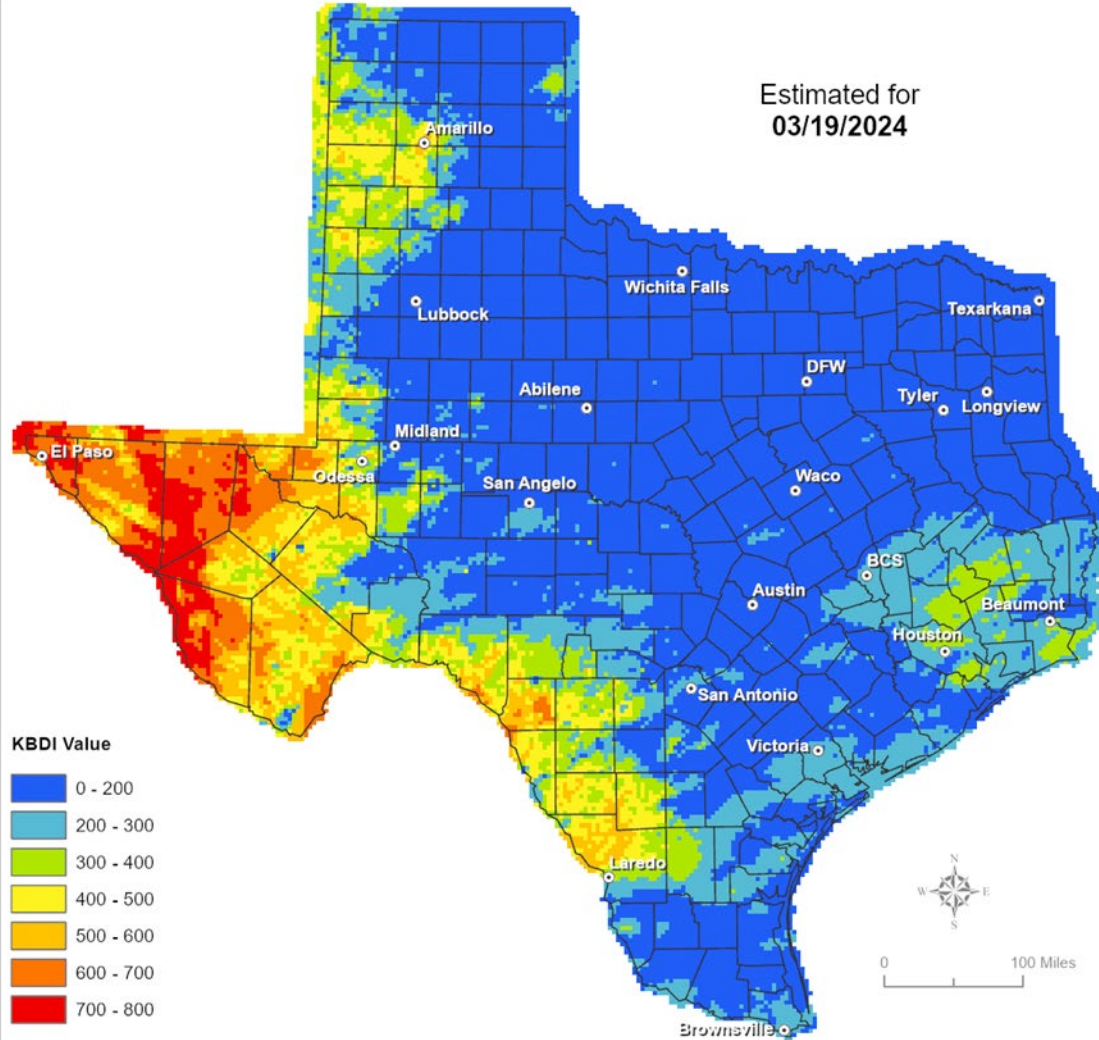 Estimated for
03/19/2024
Amarillo
Wichita Falls
Lubbock
Texarkana
DFW
Abilene
Tyler
Longview
Midland
El Paso
Odessa
San Angelo
Waco
BCS
Austin
Beaumont
Houston
San Antonio
Victoria
KBDI Value
0 - 200
200 - 300
300 - 400
400 - 500
500 - 600
600 - 700
700 - 800
Laredo
N
W E
S
0 100 Miles
Brownsville